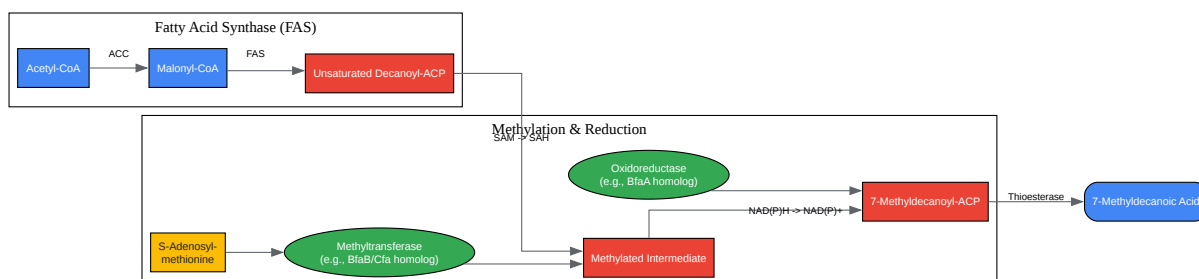 Fatty Acid Synthase (FAS)
Acetyl-CoA
ACC
Malonyl-CoA
FAS
Unsaturated Decanoyl-ACP
Methylation & Reduction
SAM -> SAH
Oxidoreductase
(e.g., BfaA homolog)
7-Methyldecanoyl-ACP
Thioesterase
7-Methyldecanoic Acid
NAD(P)H -> NAD(P)+
S-Adenosyl-
methionine
Methyltransferase
(e.g., BfaB/Cfa homolog)
Methylated Intermediate